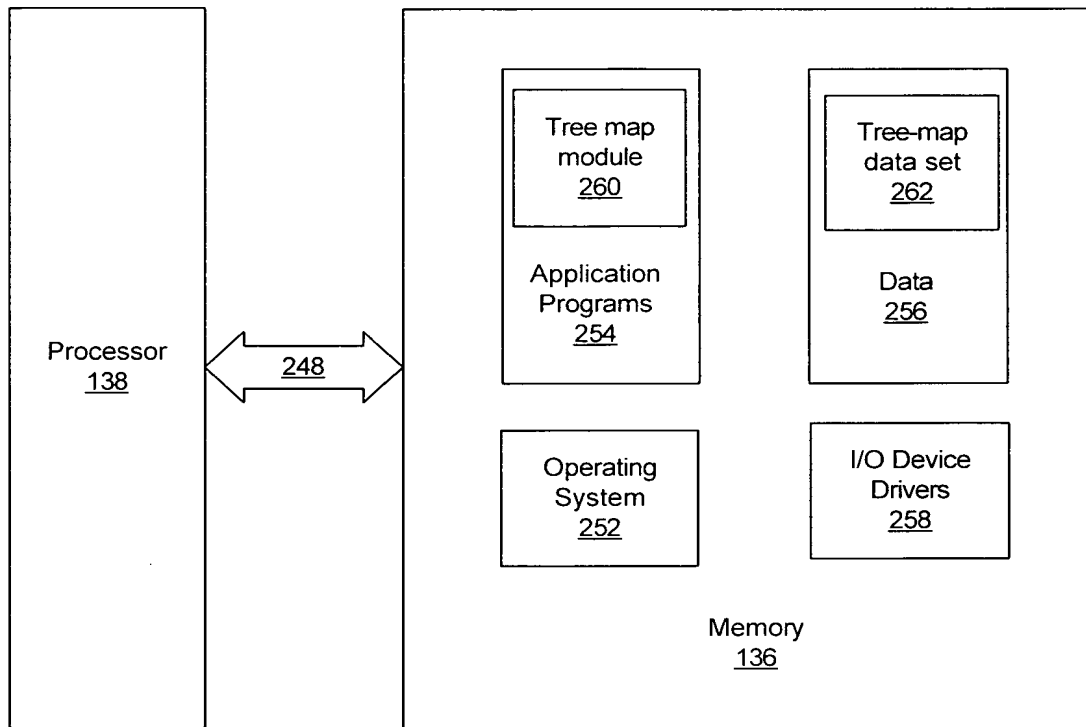 Processor
138
248
Tree map
module
260
Application
Programs
254
Tree-map
data set
262
Data
256
Operating
System
252
I/O Device
Drivers
258
Memory
136